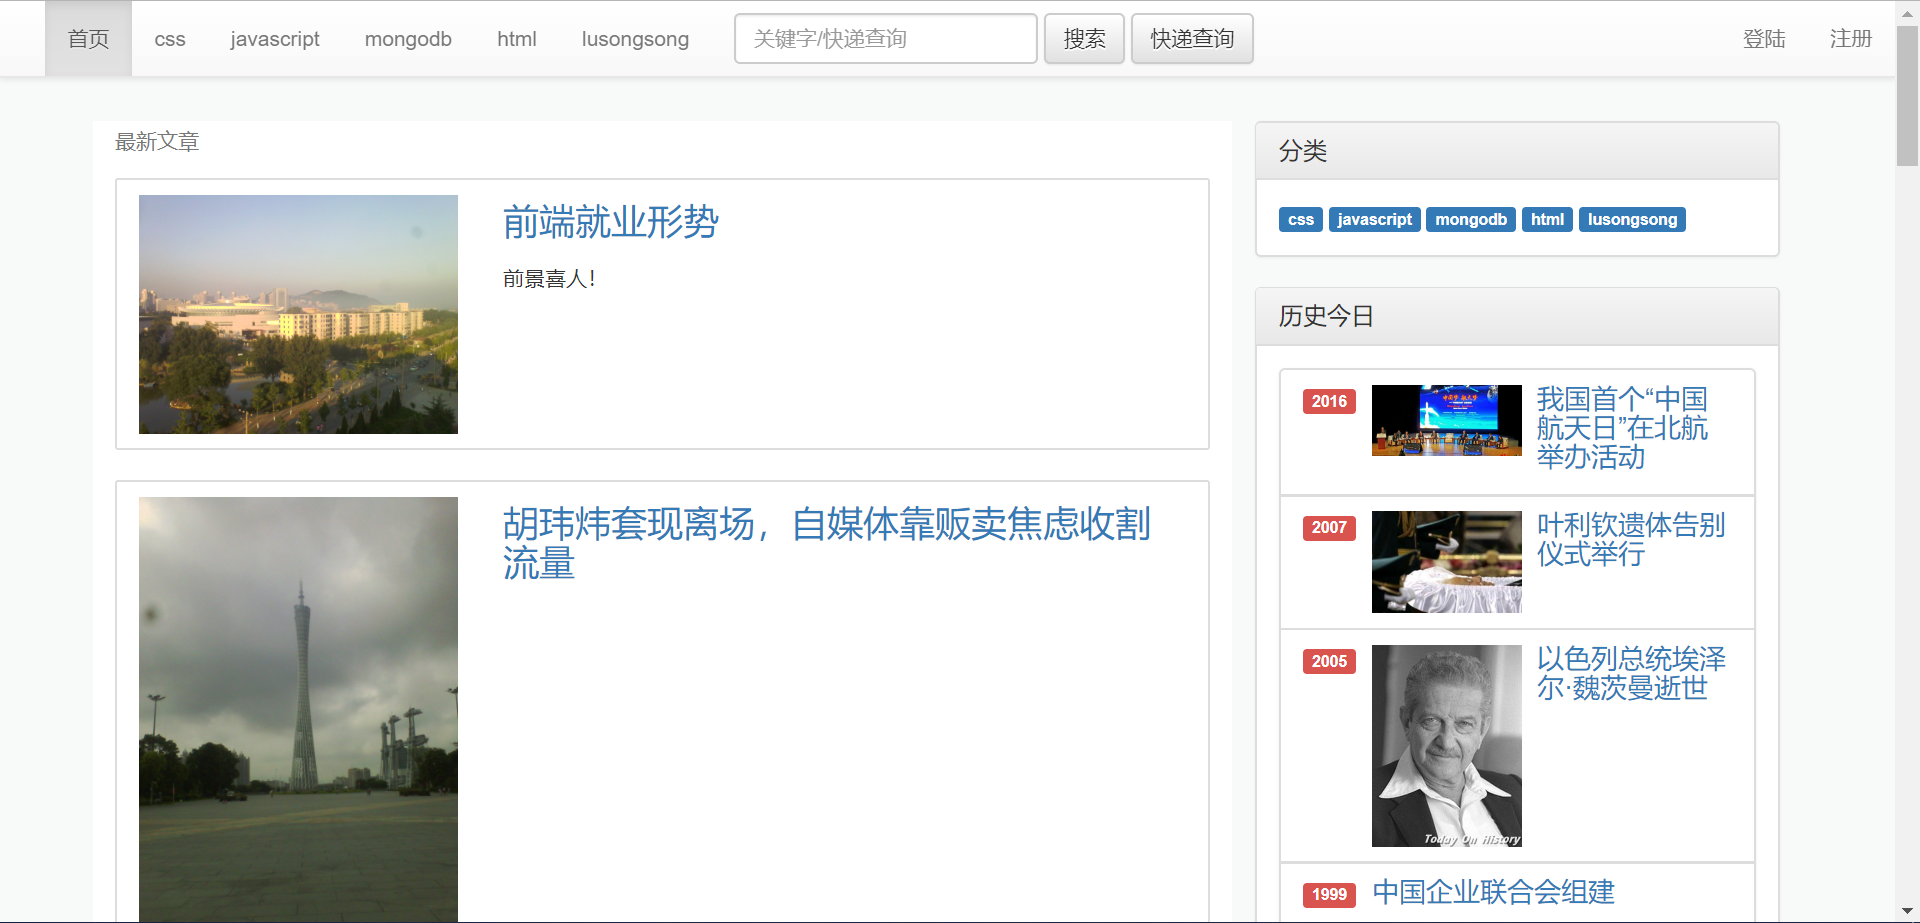 首页 css javascript mongodb html lusongsong 关键字/快递查询 搜索 快递查询 登陆 注册
最新文章
前端就业形势
前景喜人!
胡玮炜套现离场，自媒体靠贩卖焦虑收割
流量
分类
css javascript mongodb html lusongsong
历史今日
2016
我国首个“中国
航天日”在北航
举办活动
2007
叶利钦遗体告别
仪式举行
2005
以色列总统埃泽
尔·魏茨曼逝世
Today On History
1999 中国企业联合会组建